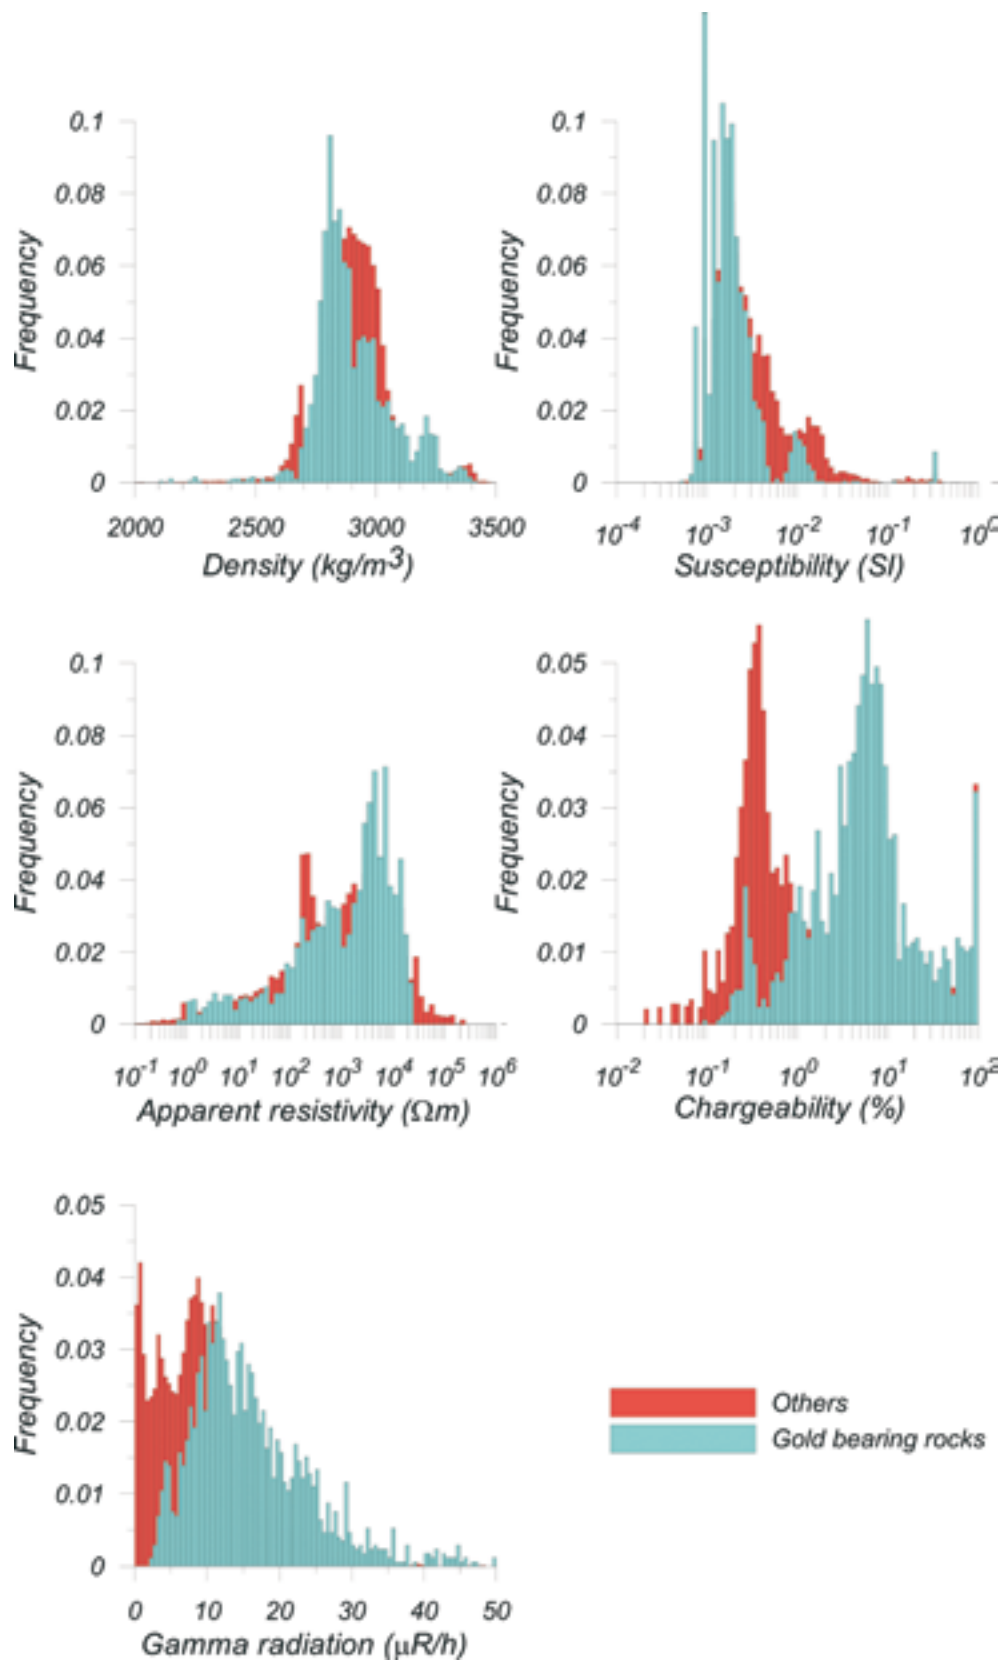 0.1
0.08
0.06
0.04
0.02
0
Frequency
2000 2500 3000 3500
Density (kg/m³)
0.1
0.08
0.06
0.04
0.02
0
Frequency
10⁻⁴ 10⁻³ 10⁻² 10⁻¹ 10⁰
Susceptibility (SI)
0.1
0.08
0.06
0.04
0.02
0
Frequency
10⁻¹ 10⁰ 10¹ 10² 10³ 10⁴ 10⁵ 10⁶
Apparent resistivity (Ωm)
0.05
0.04
0.03
0.02
0.01
0
Frequency
10⁻² 10⁻¹ 10⁰ 10¹ 10²
Chargeability (%)
0.05
0.04
0.03
0.02
0.01
0
Frequency
0 10 20 30 40 50
Gamma radiation (μR/h)
Others
Gold bearing rocks